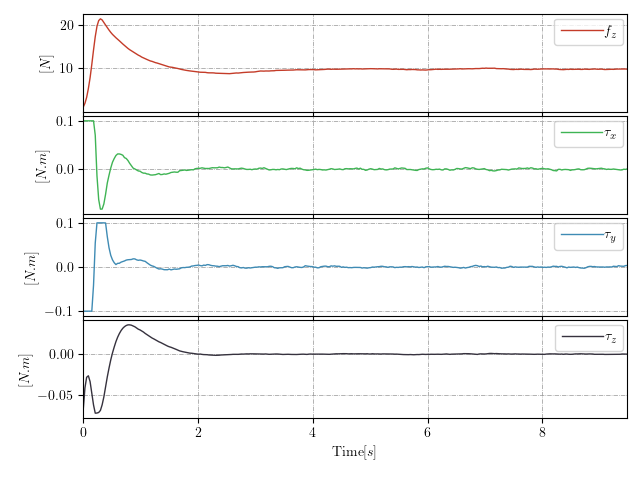 20
10
[N]
f_z
0.1
0.0
[N.m]
τ_x
0.1
0.0
−0.1
[N.m]
τ_y
0.00
−0.05
[N.m]
τ_z
0 2 4 6 8
Time[s]